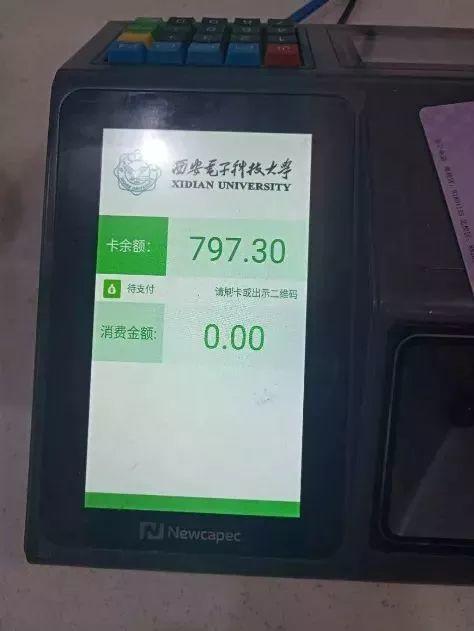 西安电子科技大学
XIDIAN UNIVERSITY
卡余额:
797.30
待支付
请刷卡或出示二维码
消费金额:
0.00
Newcapec